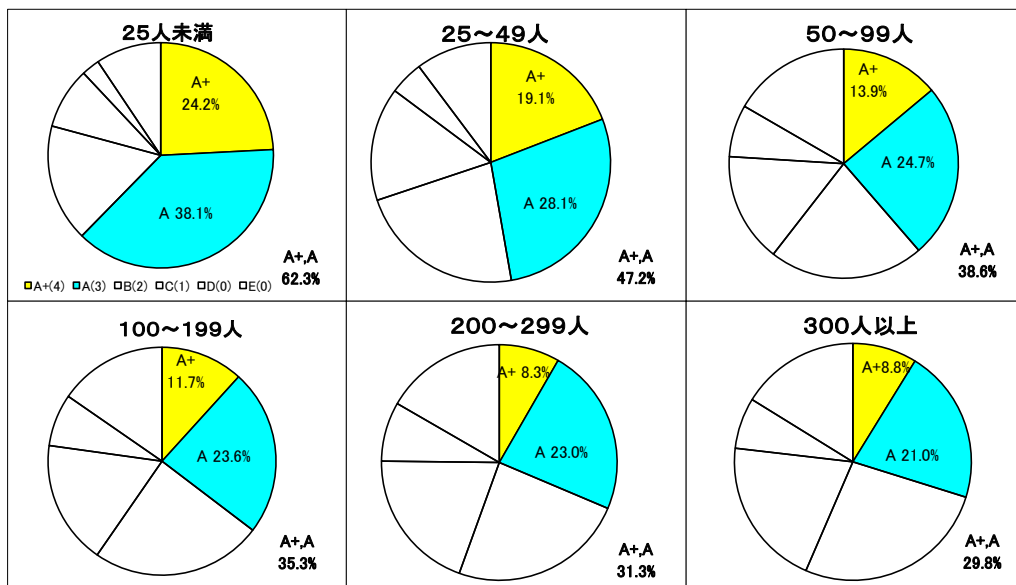 25人未満
A+
24.2%
A 38.1%
A+,A
62.3%
A+(4) A(3) B(2) C(1) D(0) E(0)
25～49人
A+
19.1%
A 28.1%
A+,A
47.2%
50～99人
A+
13.9%
A 24.7%
A+,A
38.6%
100～199人
A+
11.7%
A 23.6%
A+,A
35.3%
200～299人
A+ 8.3%
A 23.0%
A+,A
31.3%
300人以上
A+8.8%
A 21.0%
A+,A
29.8%